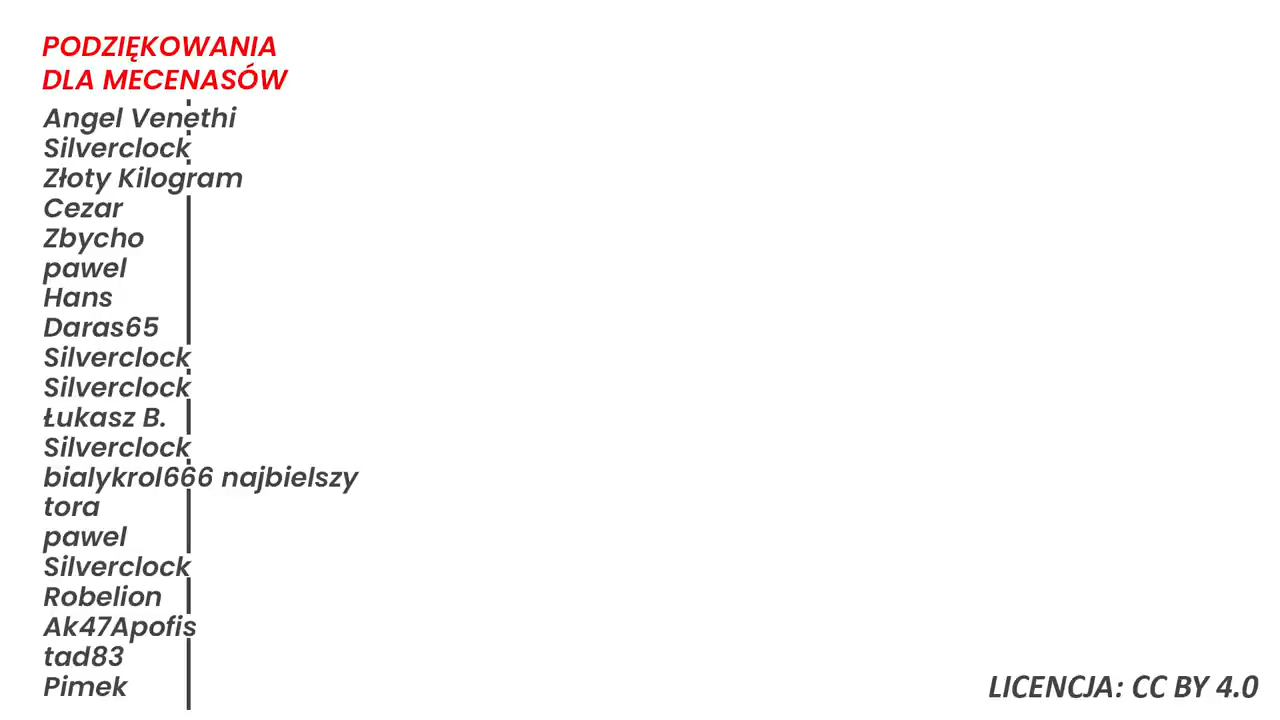 PODZIĘKOWANIA
DLA MECENASÓW
Angel Venethi
Silverclock
Złoty Kilogram
Cezar
Zbycho
pawel
Hans
Daras65
Silverclock
Silverclock
Łukasz B.
Silverclock
bialykrol666 najbielszy
tora
pawel
Silverclock
Robelion
Ak47Apofis
tad83
Pimek
LICENCJA: CC BY 4.0